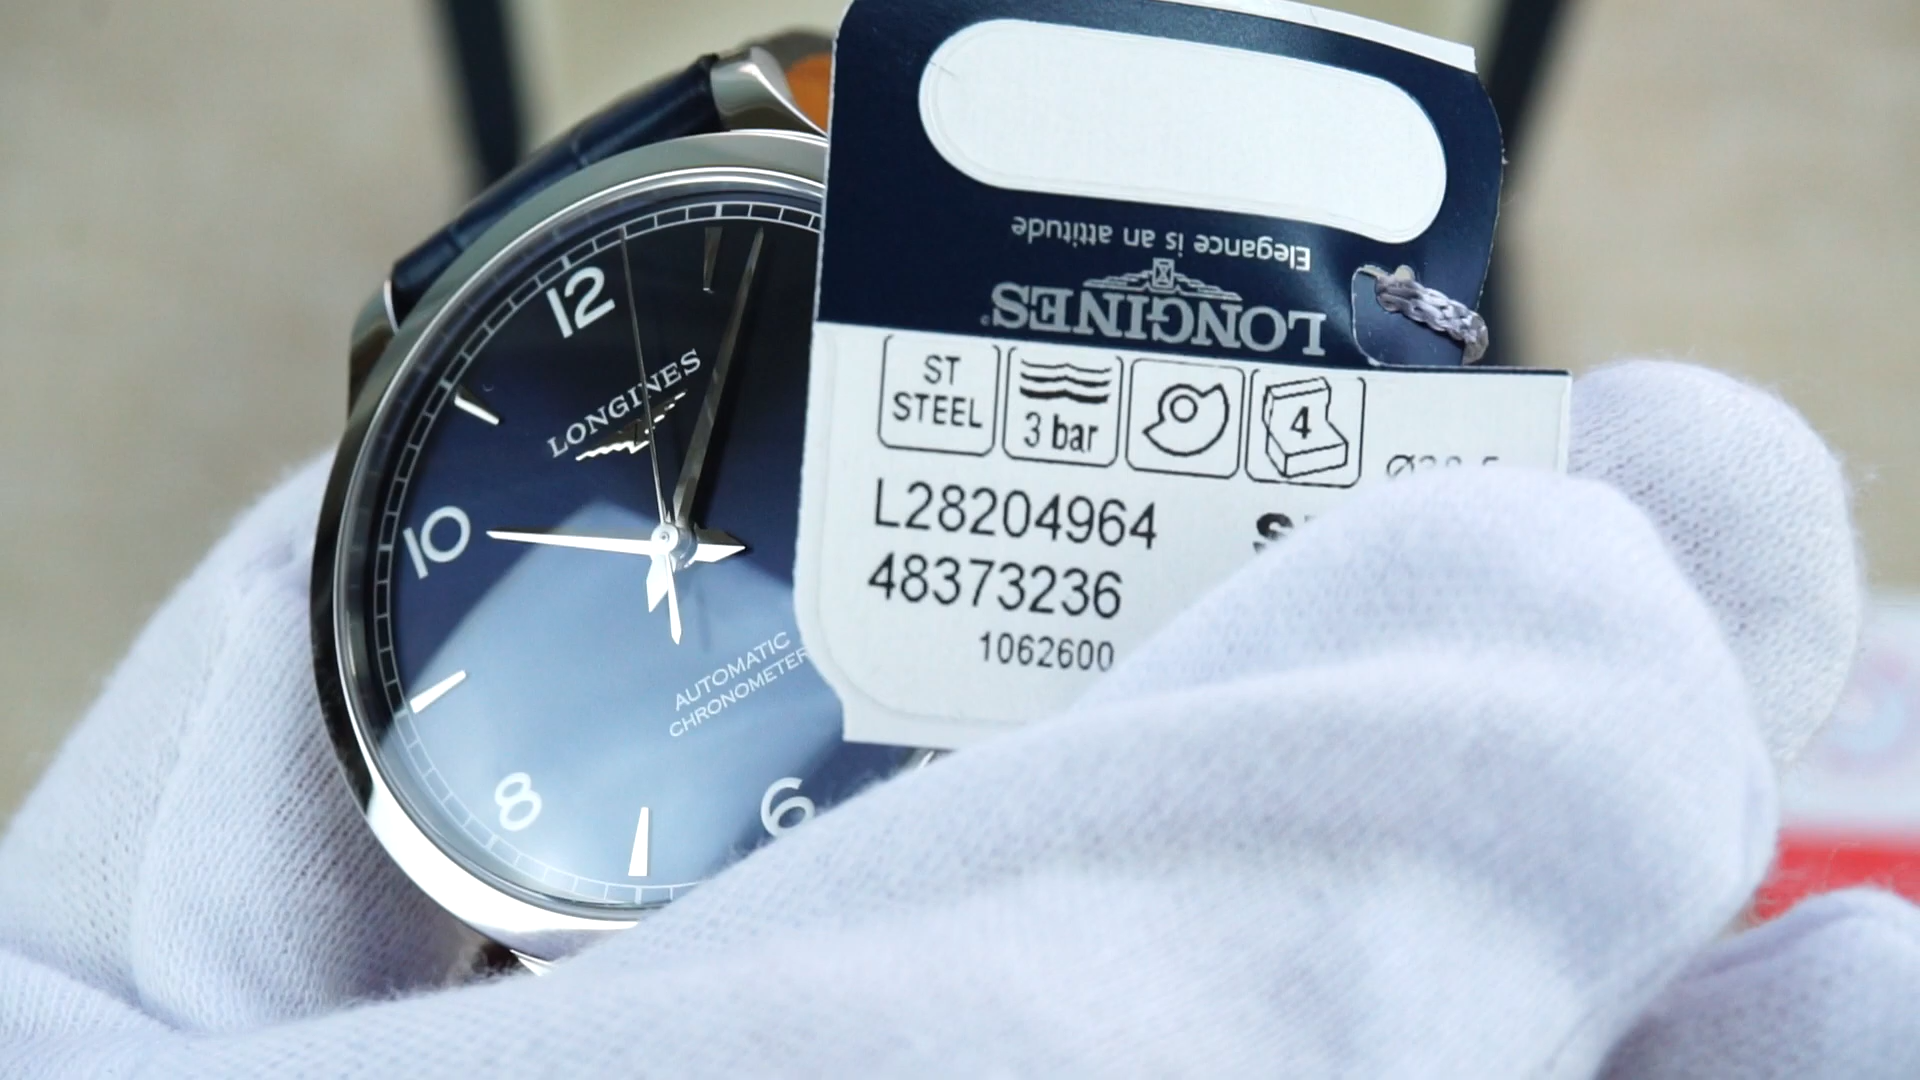 12
LONGINES
10
AUTOMATIC
CHRONOMETER
8
6
Elegance is an attitude
LONGINES
ST
STEEL
3 bar
4
L28204964
48373236
1062600